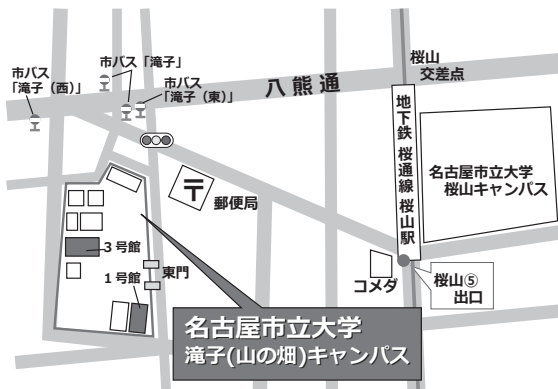 市バス「滝子」
市バス
「滝子（西）」
市バス
「滝子（東）」
八熊通
桜山
交差点
地下鉄 桜通線 桜山駅
名古屋市立大学
桜山キャンパス
〒
郵便局
3号館
東門
1号館
コメダ
桜山⑤
出口
名古屋市立大学
滝子(山の畑)キャンパス